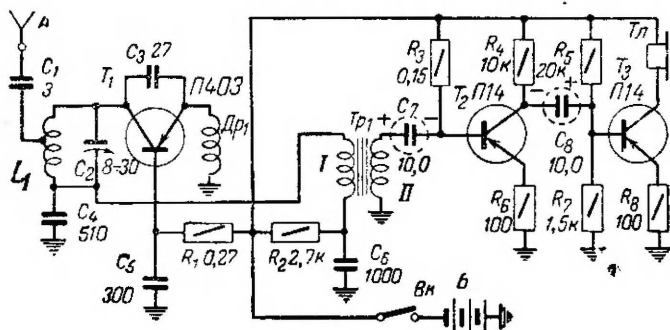 A
C₁
3
L₁
C₂
8-30
C₄
510
T₁
C₃ 27
П403
Др₁
C₅
300
R₁ 0,27
R₂ 2,7к
Тр₁
I
II
C₆
1000
+ C₇ -
10,0
R₃
0,15
R₄
10к
T₂ П14
R₆
100
R₅
20к
- +
C₈
10,0
R₇
1,5к
T₃
П14
R₈
100
Тл
Вк
Б